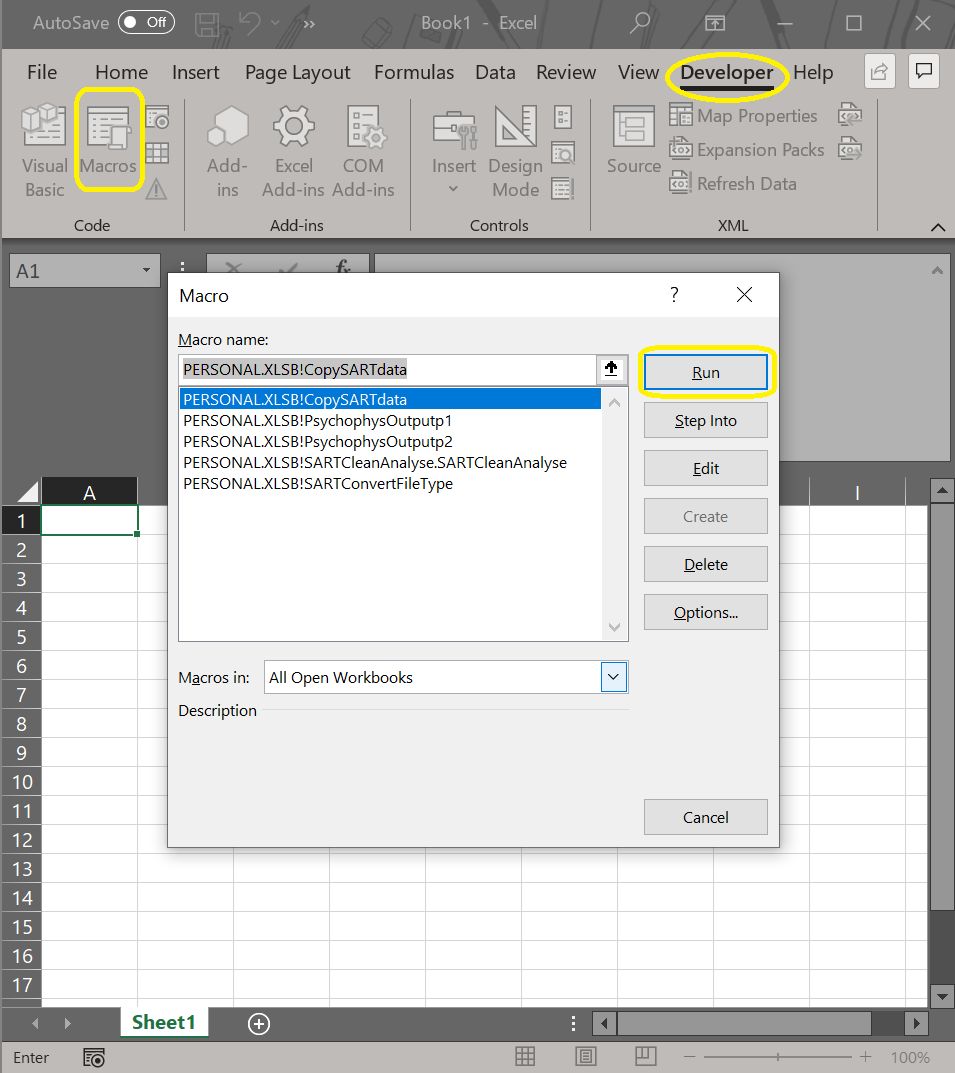 AutoSave Off Book1 - Excel
File Home Insert Page Layout Formulas Data Review View Developer Help
Visual Basic
Macros
Add-ins
Excel Add-ins
COM Add-ins
Insert
Design Mode
Source
Map Properties
Expansion Packs
Refresh Data
Code Add-ins Controls XML
A1 fx
Macro ?
Macro name:
PERSONAL.XLSB!CopySARTdata
PERSONAL.XLSB!CopySARTdata
PERSONAL.XLSB!PsychophysOutputp1
PERSONAL.XLSB!PsychophysOutputp2
PERSONAL.XLSB!SARTCleanAnalyse.SARTCleanAnalyse
PERSONAL.XLSB!SARTConvertFileType
Run
Step Into
Edit
Create
Delete
Options...
Macros in: All Open Workbooks
Description
Cancel
A I
1
2
3
4
5
6
7
8
9
10
11
12
13
14
15
16
17
Sheet1
Enter 100%